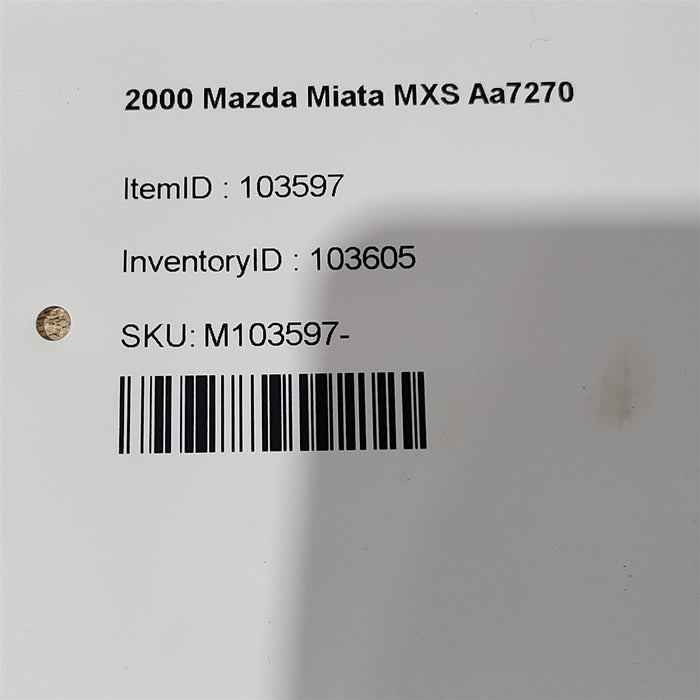 2000 Mazda Miata MXS Aa7270
ItemID : 103597
InventoryID : 103605
SKU: M103597-